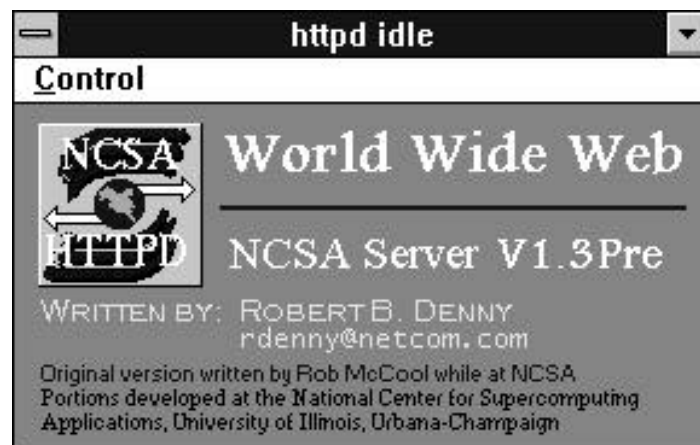 httpd idle
Control
NCSA
HTTPD
World Wide Web
NCSA Server V1.3Pre
WRITTEN BY: ROBERT B. DENNY
rdenny@netcom.com
Original version written by Rob McCool while at NCSA
Portions developed at the National Center for Supercomputing
Applications, University of Illinois, Urbana-Champaign